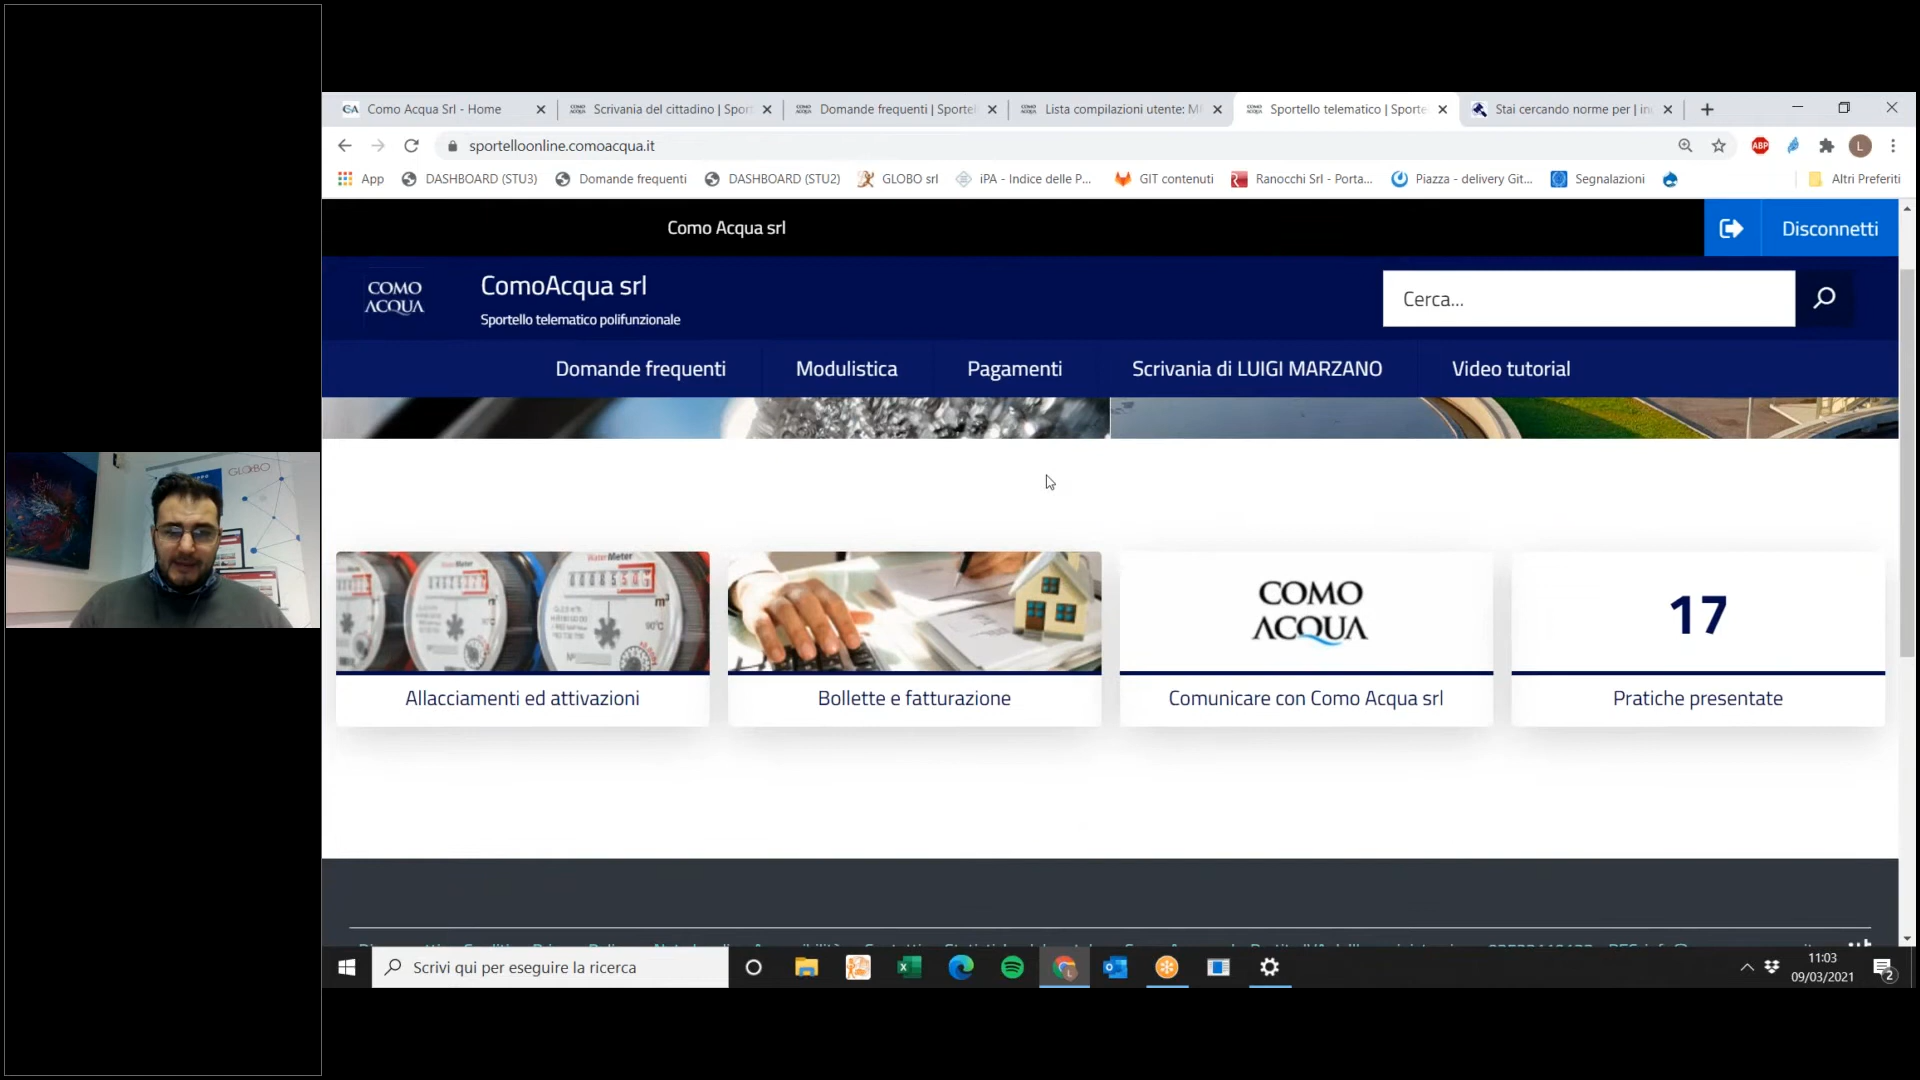 Como Acqua Srl - Home
Scrivania del cittadino | Spor
Domande frequenti | Sporte
Lista compilazioni utente: M
Sportello telematico | Sporte
Stai cercando norme per | in
sportelloonline.comoacqua.it
ABP
L
App
DASHBOARD (STU3)
Domande frequenti
DASHBOARD (STU2)
GLOBO srl
iPA - Indice delle P...
GIT contenuti
Ranocchi Srl - Porta...
Piazza - delivery Git...
Segnalazioni
Altri Preferiti
Como Acqua srl
Disconnetti
COMO
ACQUA
ComoAcqua srl
Sportello telematico polifunzionale
Cerca...
Domande frequenti
Modulistica
Pagamenti
Scrivania di LUIGI MARZANO
Video tutorial
GLOBO
WaterMeter
COMO
ACQUA
17
Allacciamenti ed attivazioni
Bollette e fatturazione
Comunicare con Como Acqua srl
Pratiche presentate
Scrivi qui per eseguire la ricerca
11:03
09/03/2021
2